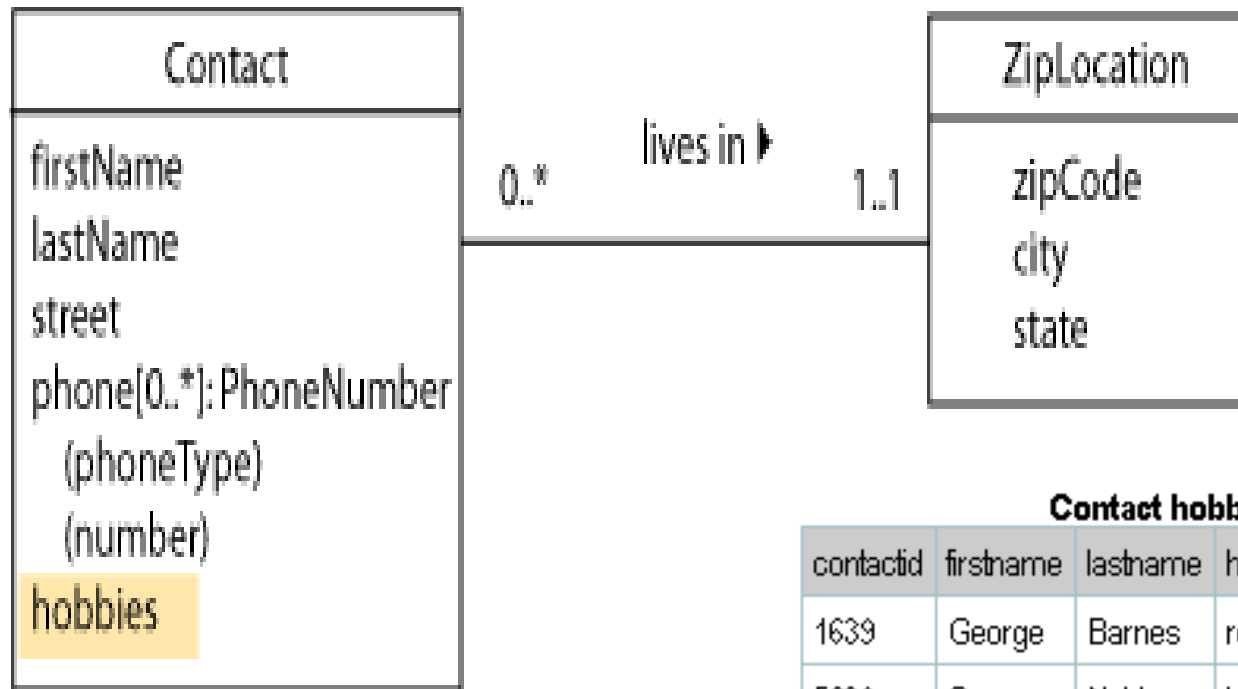 Contact
firstName
lastName
street
phone[0..*]: PhoneNumber
(phoneType)
(number)
hobbies
0..*
lives in
1..1
ZipLocation
zipCode
city
state
Contact
contactid firstname lastname
1639 George Barnes